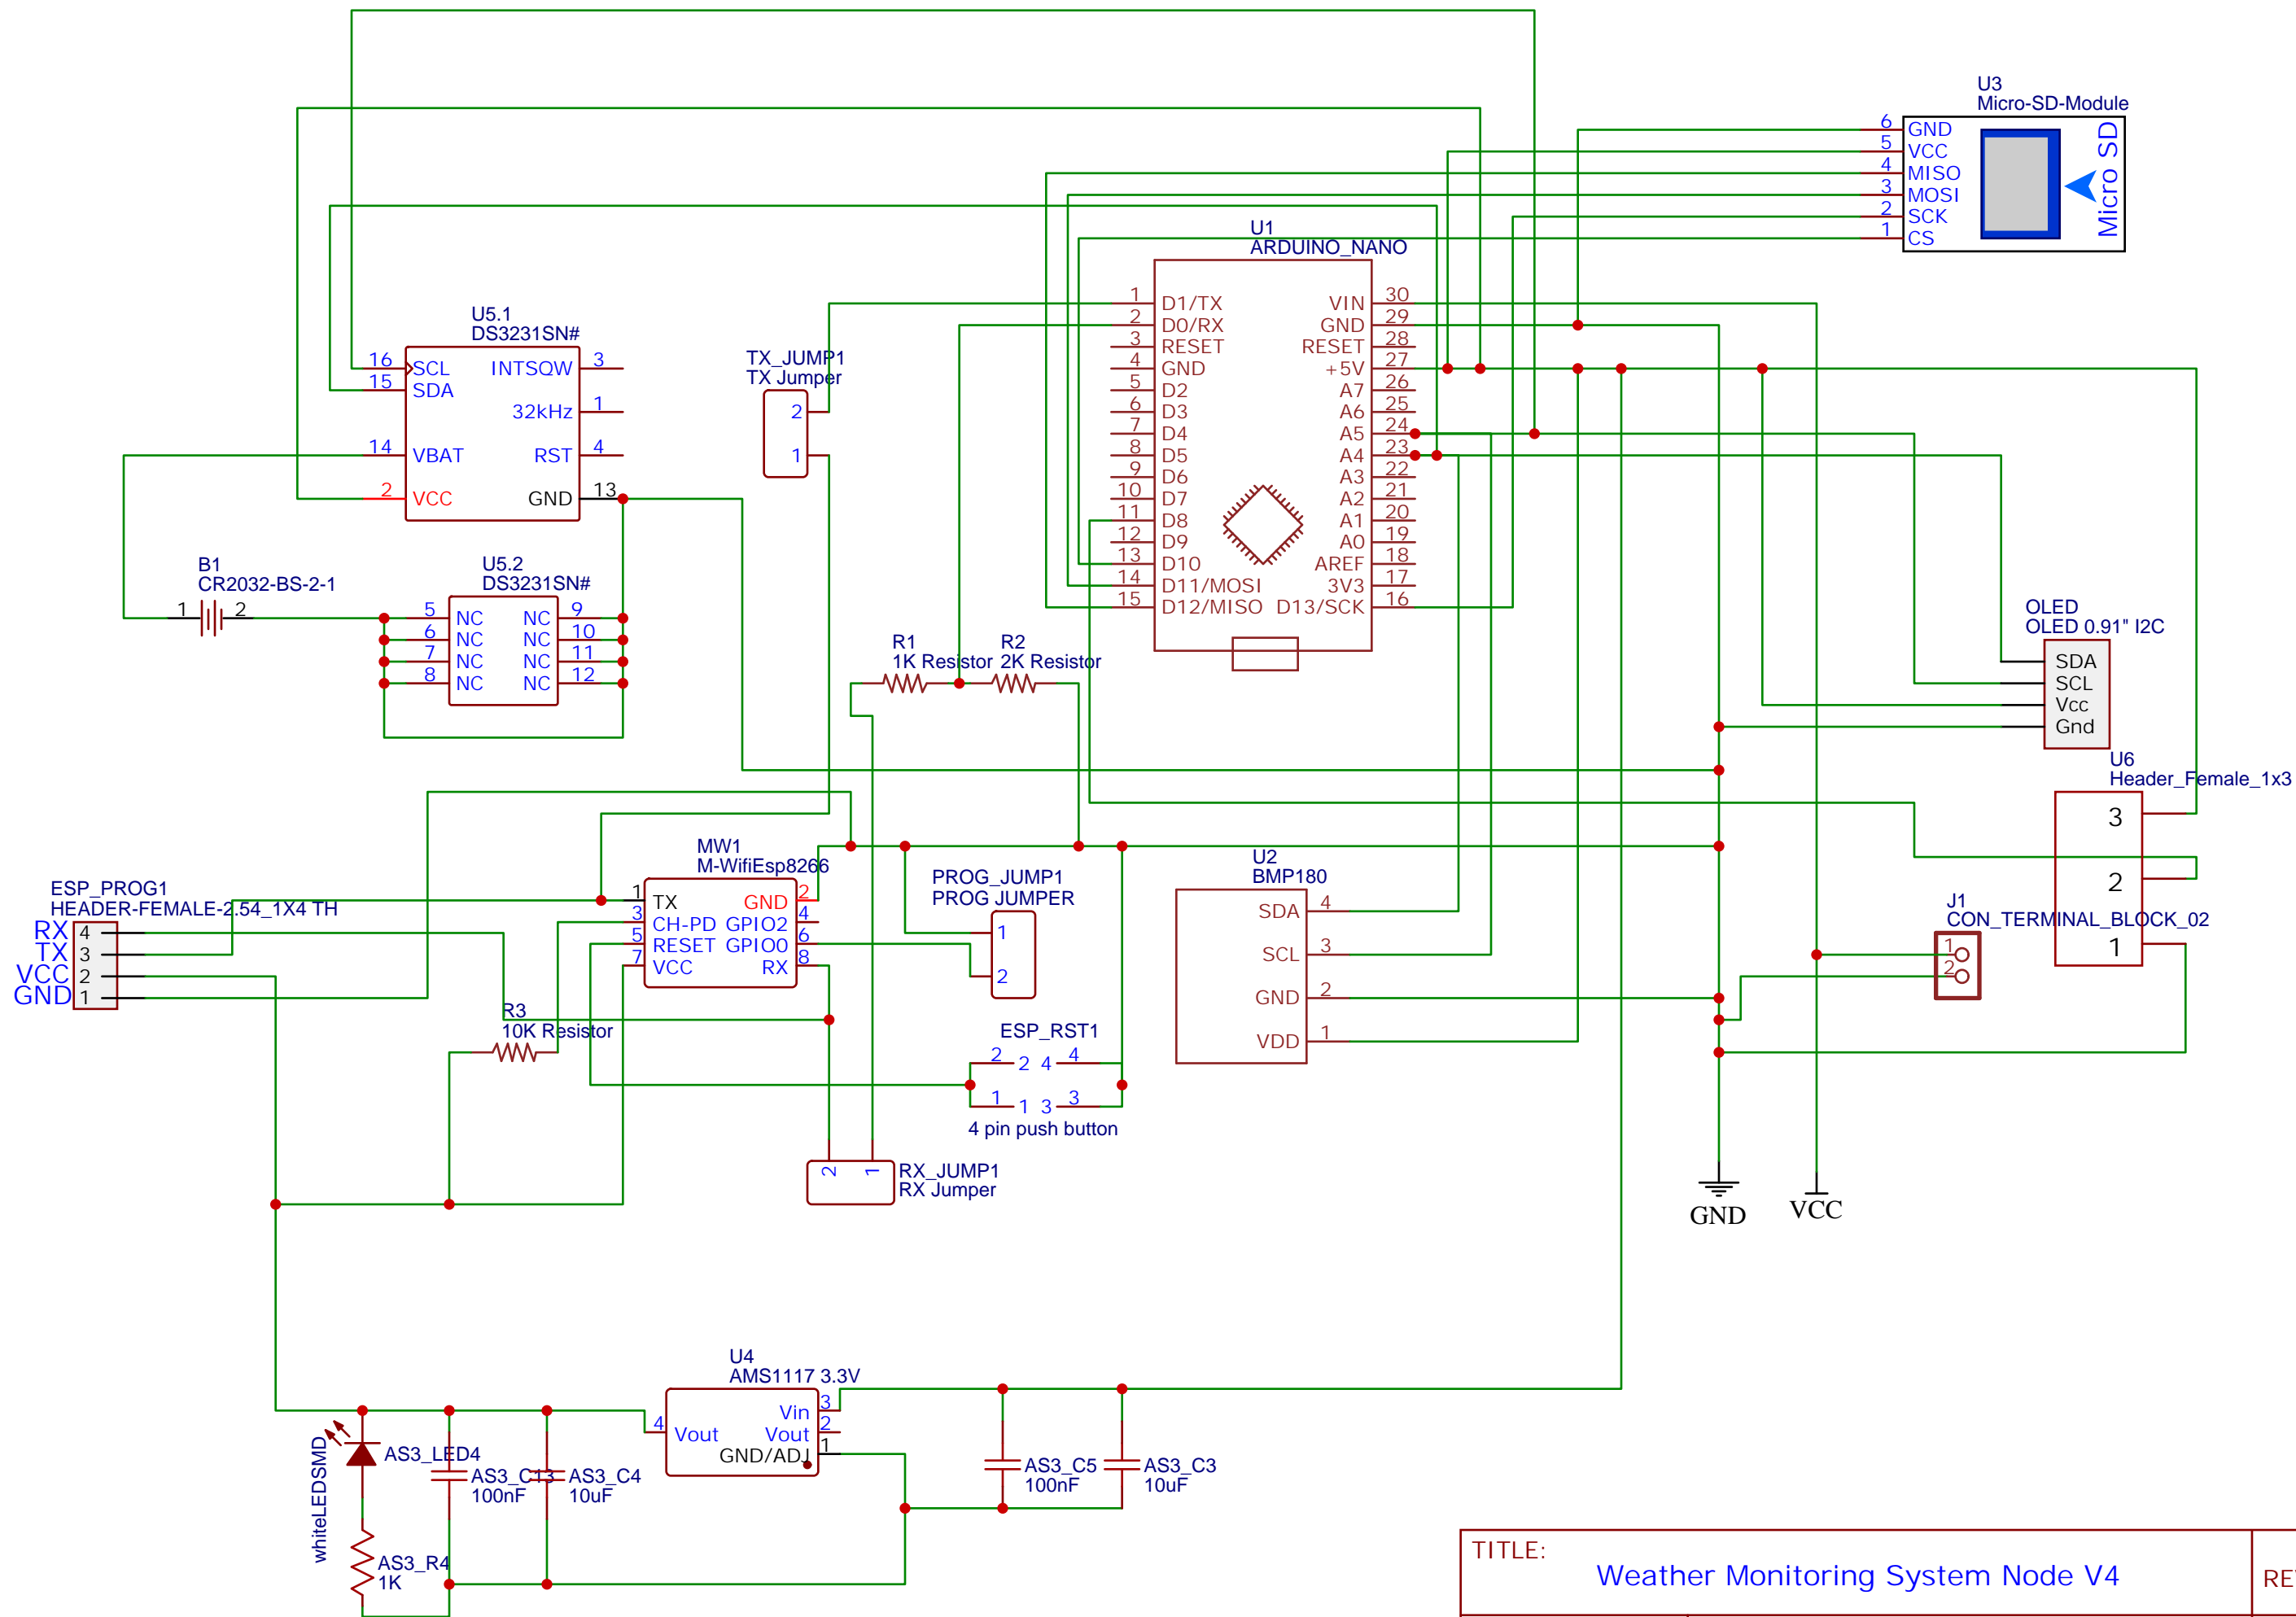 U3
Micro-SD-Module
6 GND
5 VCC
4 MISO
3 MOSI
2 SCK
1 CS
Micro SD
U1
ARDUINO_NANO
1 D1/TX
2 D0/RX
3 RESET
4 GND
5 D2
6 D3
7 D4
8 D5
9 D6
10 D7
11 D8
12 D9
13 D10
14 D11/MOSI
15 D12/MISO
VIN 30
GND 29
RESET 28
+5V 27
A7 26
A6 25
A5 24
A4 23
A3 22
A2 21
A1 20
A0 19
AREF 18
3V3 17
D13/SCK 16
U5.1
DS3231SN#
16 SCL
15 SDA
14 VBAT
2 VCC
INTSQW 3
32kHz 1
RST 4
GND 13
TX_JUMP1
TX Jumper
2
1
B1
CR2032-BS-2-1
1 2
U5.2
DS3231SN#
5 NC NC 9
6 NC NC 10
7 NC NC 11
8 NC NC 12
R1
1K Resistor
R2
2K Resistor
OLED
OLED 0.91" I2C
SDA
SCL
Vcc
Gnd
U6
Header_Female_1x3
3
2
1
MW1
M-WifiEsp8266
1 TX GND 2
3 CH-PD GPIO2 4
5 RESET GPIO0 6
7 VCC RX 8
PROG_JUMP1
PROG JUMPER
1
2
U2
BMP180
SDA 4
SCL 3
GND 2
VDD 1
ESP_PROG1
HEADER-FEMALE-2.54_1X4 TH
RX 4
TX 3
VCC 2
GND 1
J1
CON_TERMINAL_BLOCK_02
1
2
R3
10K Resistor
ESP_RST1
2 2 4 4
1 1 3 3
4 pin push button
2 1
RX_JUMP1
RX Jumper
GND
VCC
U4
AMS1117 3.3V
4 Vout
Vin 3
Vout 2
GND/ADJ 1
whiteLEDSMD
AS3_LED4
AS3_C13
100nF
AS3_C4
10uF
AS3_C5
100nF
AS3_C3
10uF
AS3_R4
1K
TITLE:
Weather Monitoring System Node V4